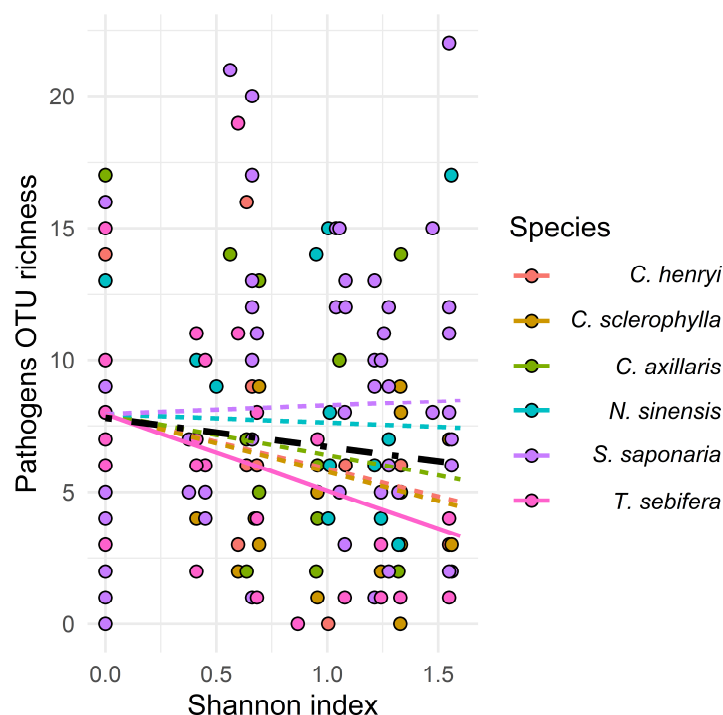 Pathogens OTU richness
20
15
10
5
0
0.0 0.5 1.0 1.5
Shannon index
Species
C. henryi
C. sclerophylla
C. axillaris
N. sinensis
S. saponaria
T. sebifera